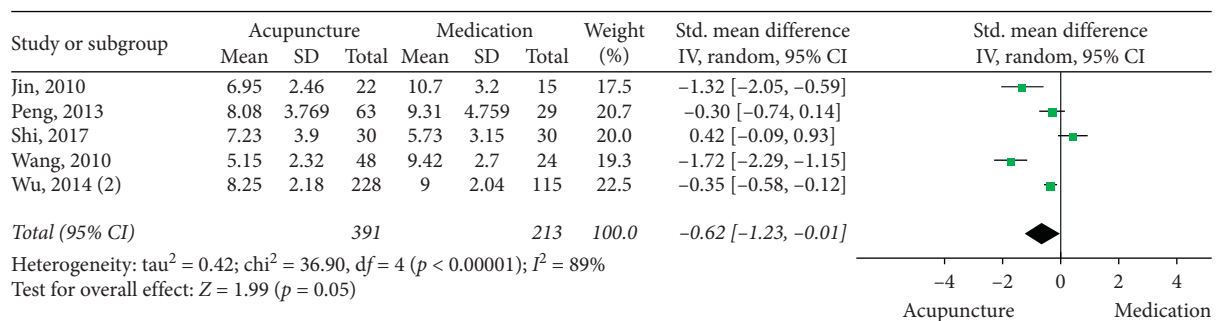 Study or subgroup Acupuncture Medication Weight (%) Std. mean difference IV, random, 95% CI Std. mean difference IV, random, 95% CI
Mean SD Total Mean SD Total
Jin, 2010 6.95 2.46 22 10.7 3.2 15 17.5 –1.32 [–2.05, –0.59]
Peng, 2013 8.08 3.769 63 9.31 4.759 29 20.7 –0.30 [–0.74, 0.14]
Shi, 2017 7.23 3.9 30 5.73 3.15 30 20.0 0.42 [–0.09, 0.93]
Wang, 2010 5.15 2.32 48 9.42 2.7 24 19.3 –1.72 [–2.29, –1.15]
Wu, 2014 (2) 8.25 2.18 228 9 2.04 115 22.5 –0.35 [–0.58, –0.12]
Total (95% CI) 391 213 100.0 –0.62 [–1.23, –0.01]
Heterogeneity: tau² = 0.42; chi² = 36.90, df = 4 (p < 0.00001); I² = 89%
Test for overall effect: Z = 1.99 (p = 0.05)
–4 –2 0 2 4
Acupuncture Medication